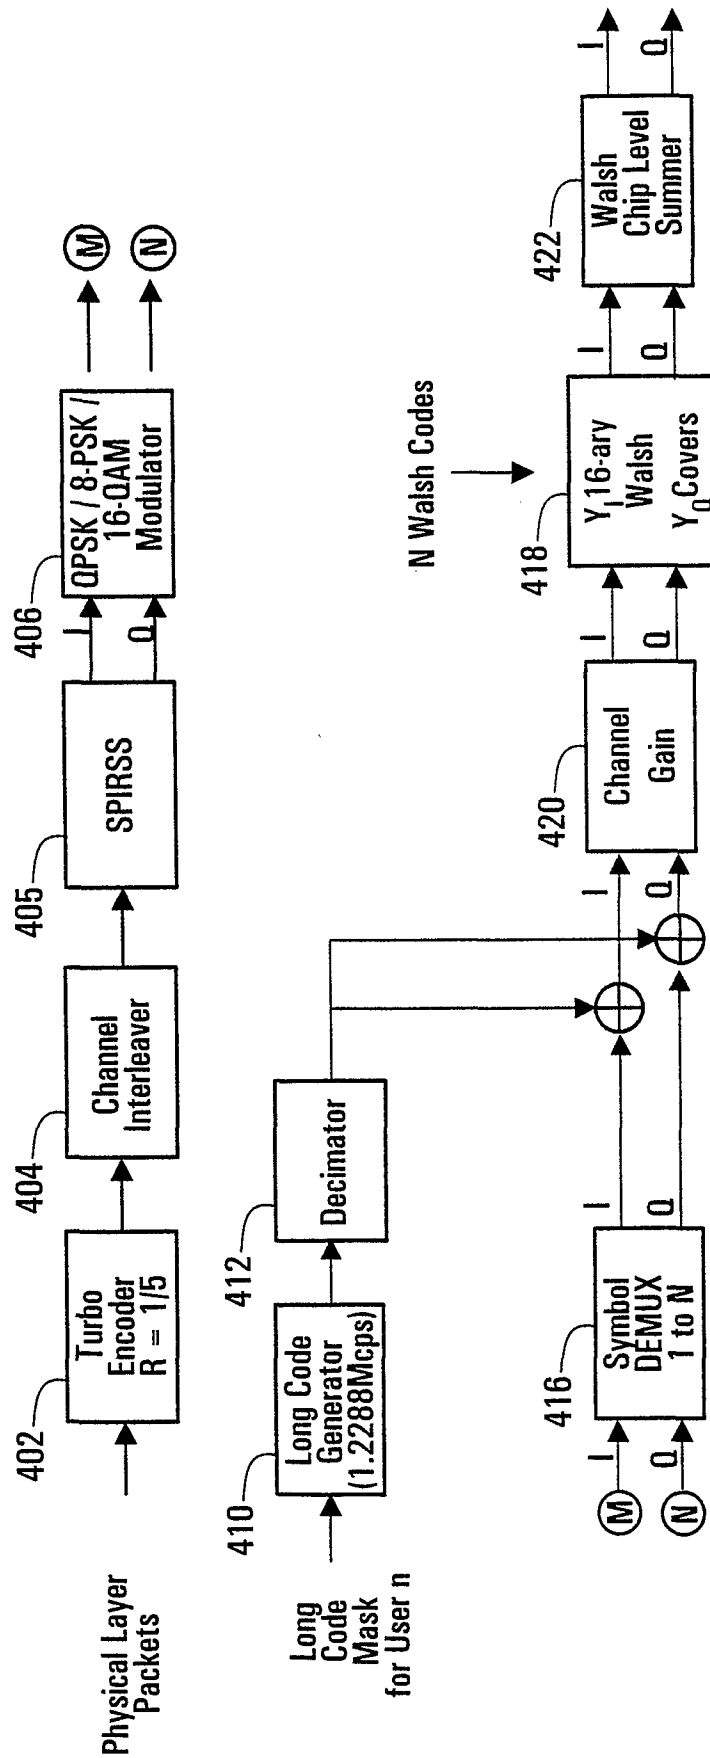 Physical Layer
Packets
402
Turbo
Encoder
R = 1/5
404
Channel
Interleaver
405
SPIRSS
I
Q
406
QPSK / 8-PSK /
16-QAM
Modulator
M
N
Long
Code
Mask
for User n
410
Long Code
Generator
(1.2288Mcps)
412
Decimator
M
N
I
Q
416
Symbol
DEMUX
1 to N
I
Q
I
Q
420
Channel
Gain
I
Q
N Walsh Codes
418
YI 16-ary
Walsh
YQ Covers
I
Q
422
Walsh
Chip Level
Summer
I
Q